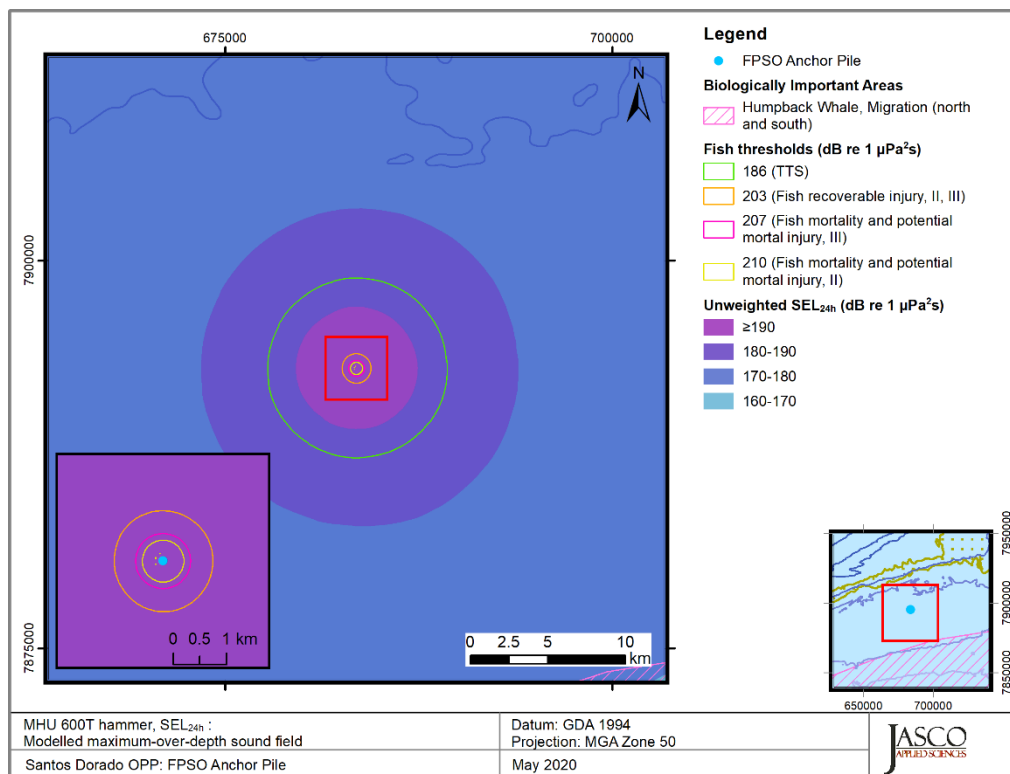 675000
700000
7900000
7875000
N
0 0.5 1 km
0 2.5 5 10
km
Legend
FPSO Anchor Pile
Biologically Important Areas
Humpback Whale, Migration (north
and south)
Fish thresholds (dB re 1 µPa²s)
186 (TTS)
203 (Fish recoverable injury, II, III)
207 (Fish mortality and potential
mortal injury, III)
210 (Fish mortality and potential
mortal injury, II)
Unweighted SEL₂₄ₕ (dB re 1 µPa²s)
≥190
180-190
170-180
160-170
7950000
7900000
7850000
650000
700000
MHU 600T hammer, SEL₂₄ₕ :
Modelled maximum-over-depth sound field
Datum: GDA 1994
Projection: MGA Zone 50
Santos Dorado OPP: FPSO Anchor Pile
May 2020
JASCO
APPLIED SCIENCES